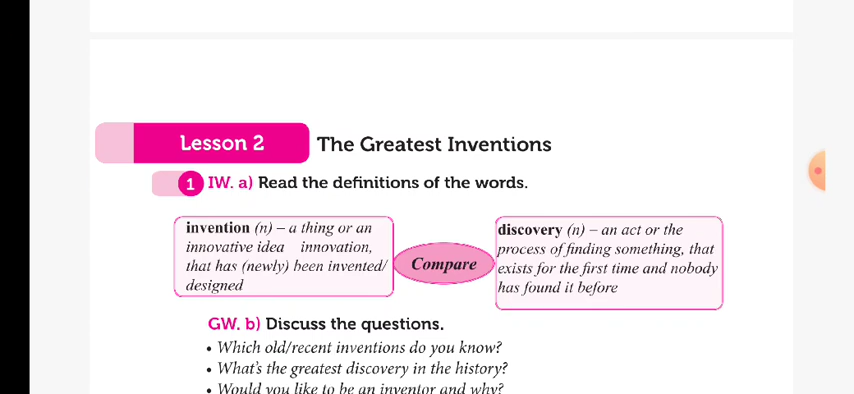 Lesson 2 The Greatest Inventions
1 IW. a) Read the definitions of the words.
invention (n) – a thing or an
innovative idea innovation,
that has (newly) been invented/
designed
Compare
discovery (n) – an act or the
process of finding something, that
exists for the first time and nobody
has found it before
GW. b) Discuss the questions.
• Which old/recent inventions do you know?
• What's the greatest discovery in the history?
• Would you like to be an inventor and why?